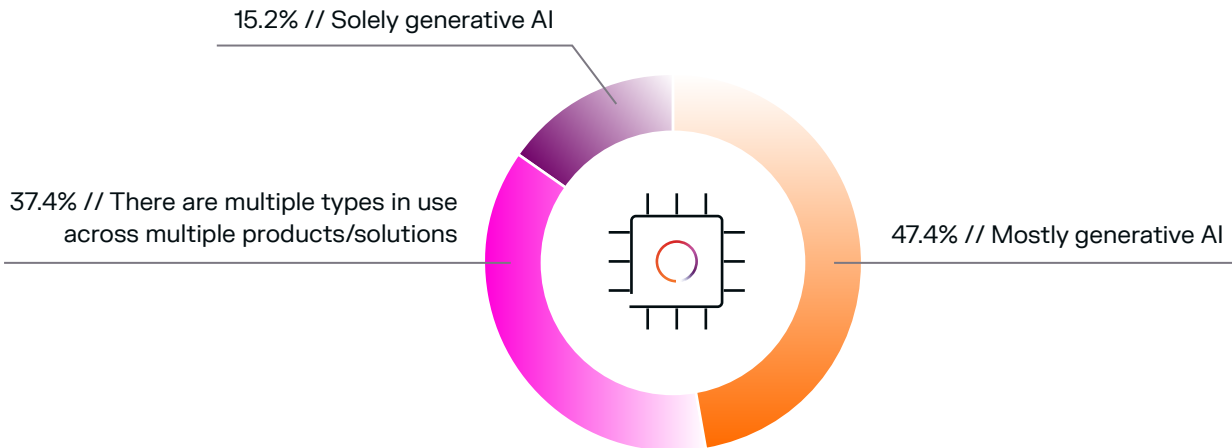 15.2% // Solely generative AI
37.4% // There are multiple types in use
across multiple products/solutions
47.4% // Mostly generative AI